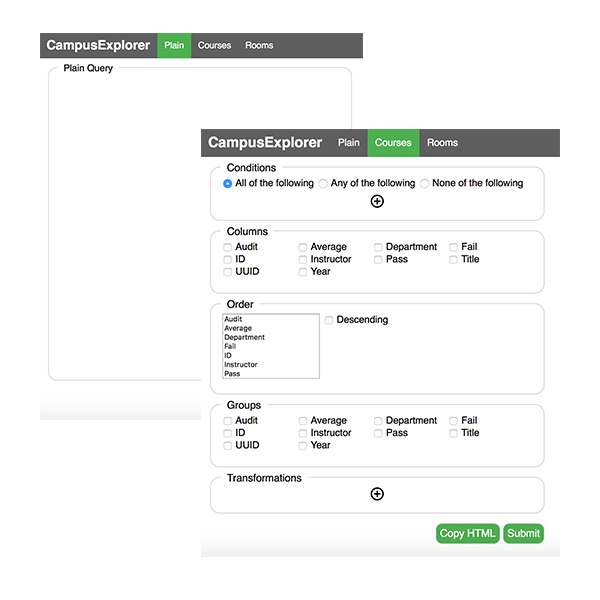 CampusExplorer Plain Courses Rooms
Plain Query
CampusExplorer Plain Courses Rooms
Conditions
All of the following Any of the following None of the following
Columns
Audit Average Department Fail
ID Instructor Pass Title
UUID Year
Order
Audit
Average
Department
Fail
ID
Instructor
Pass
Descending
Groups
Audit Average Department Fail
ID Instructor Pass Title
UUID Year
Transformations
Copy HTML Submit